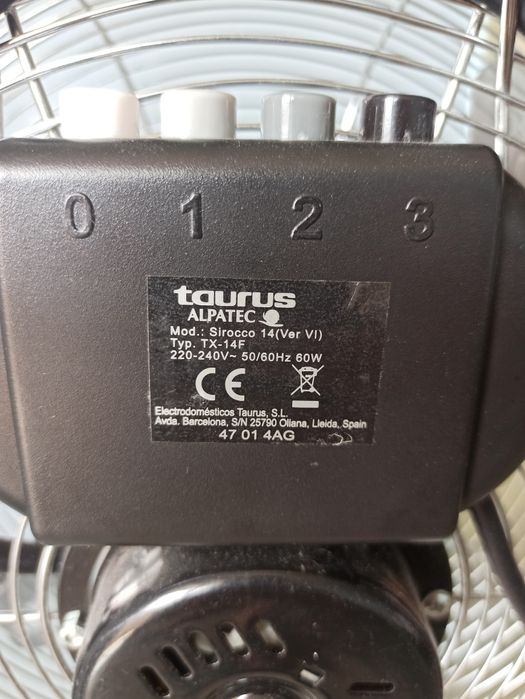 0 1 2 3
taurus
ALPATEC
Mod.: Sirocco 14(Ver VI)
Typ. TX-14F
220-240V~ 50/60Hz 60W
CE
Electrodomésticos Taurus, S.L.
Avda. Barcelona, S/N 25790 Oliana, Lleida, Spain
47 01 4AG